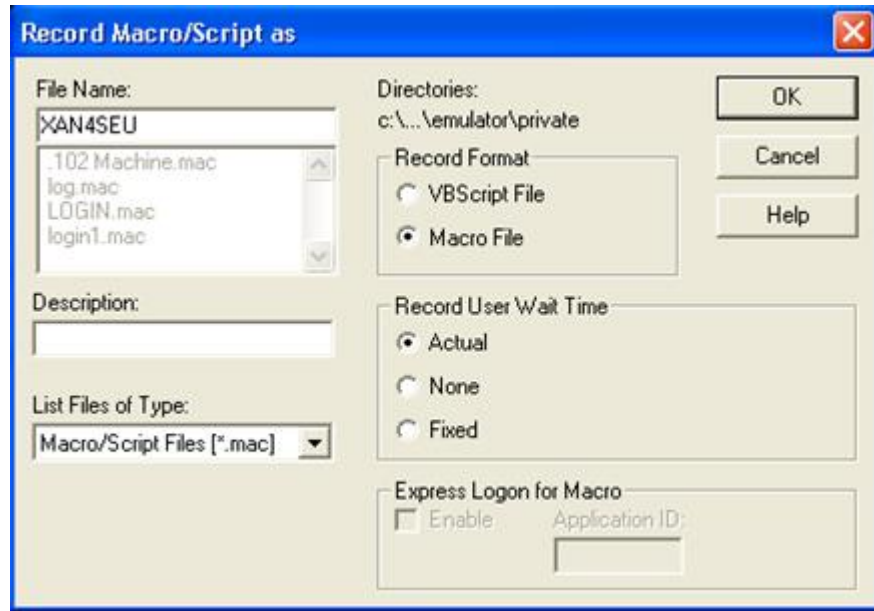 Record Macro/Script as
File Name:
XAN4SEU
.102 Machine.mac
log.mac
LOGIN.mac
login1.mac
Description:
List Files of Type:
Macro/Script Files [*.mac]
Directories:
c:\...\emulator\private
Record Format
VBScript File
Macro File
Record User Wait Time
Actual
None
Fixed
Express Logon for Macro
Enable Application ID:
OK
Cancel
Help